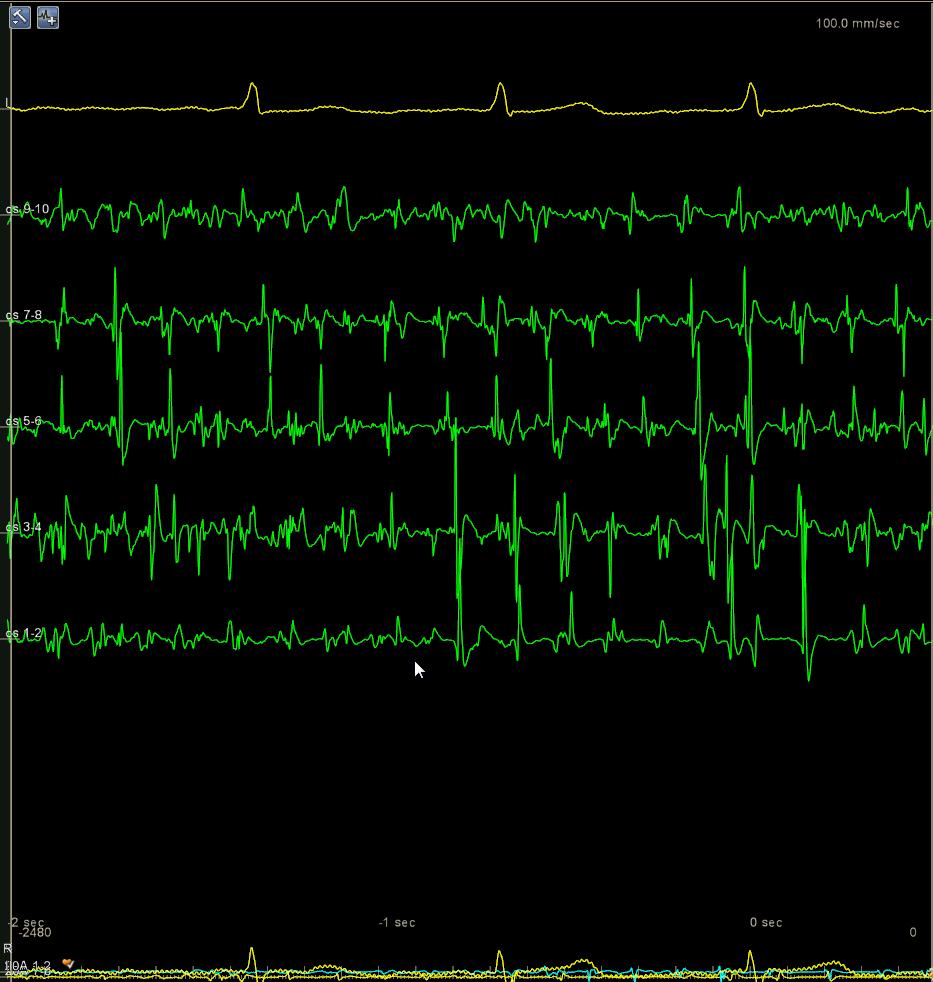 100.0 mm/sec
I
cs 9-10
cs 7-8
cs 5-6
cs 3-4
cs 1-2
-2 sec
-1 sec
0 sec
-2480
0